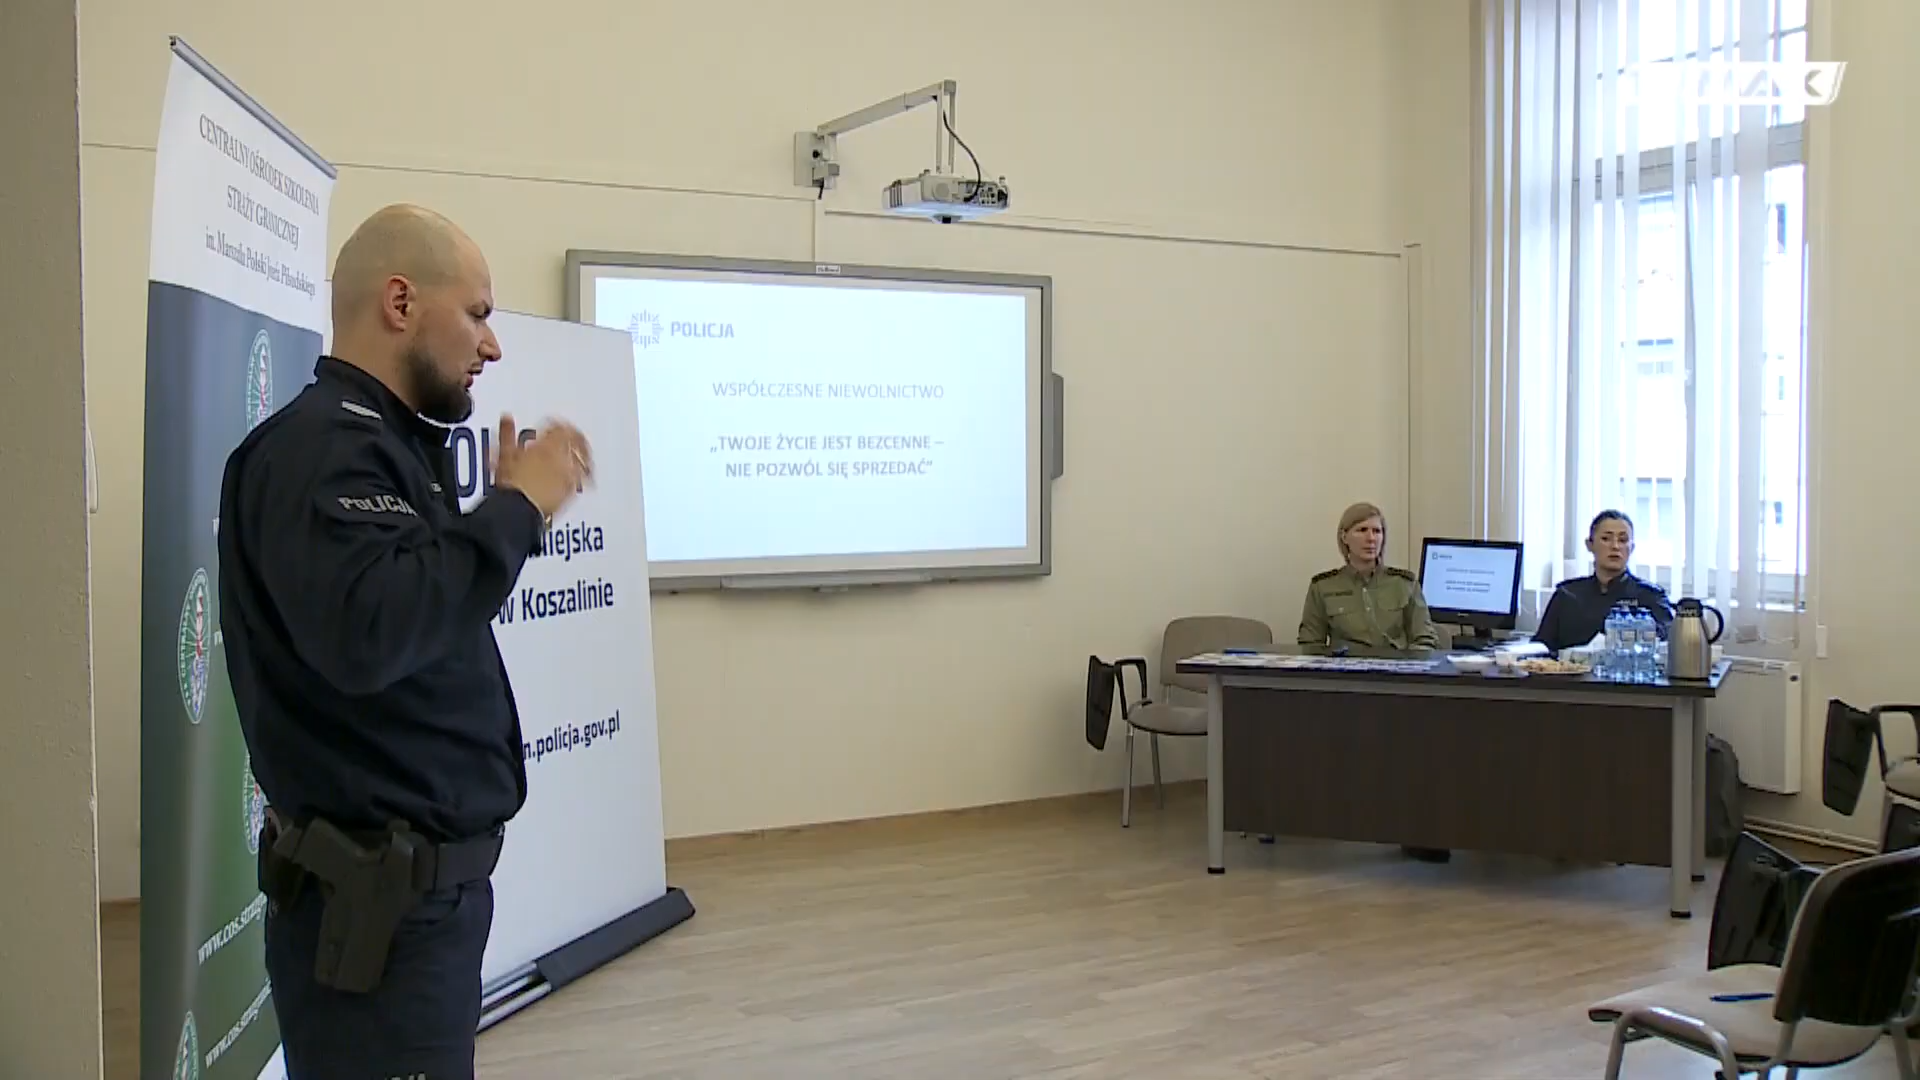 CENTRALNY OŚRODEK SZKOLENIA
STRAŻY GRANICZNEJ
im. Marszałka Polski Józefa Piłsudskiego
POLICJA
w Koszalinie
n.policja.gov.pl
POLICJA
WSPÓŁCZESNE NIEWOLNICTWO
„TWOJE ŻYCIE JEST BEZCENNE –
NIE POZWÓL SIĘ SPRZEDAĆ”
MAX